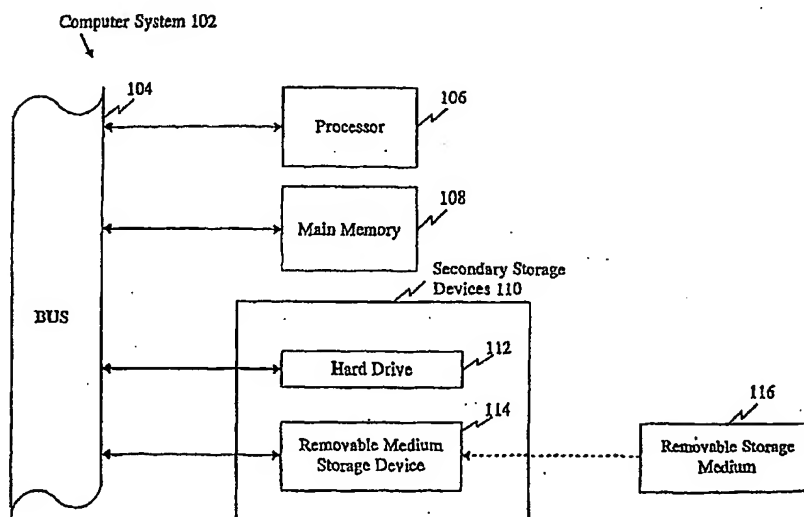 Computer System 102
104
106
Processor
108
Main Memory
Secondary Storage
Devices 110
BUS
112
Hard Drive
114
116
Removable Medium
Storage Device
Removable Storage
Medium